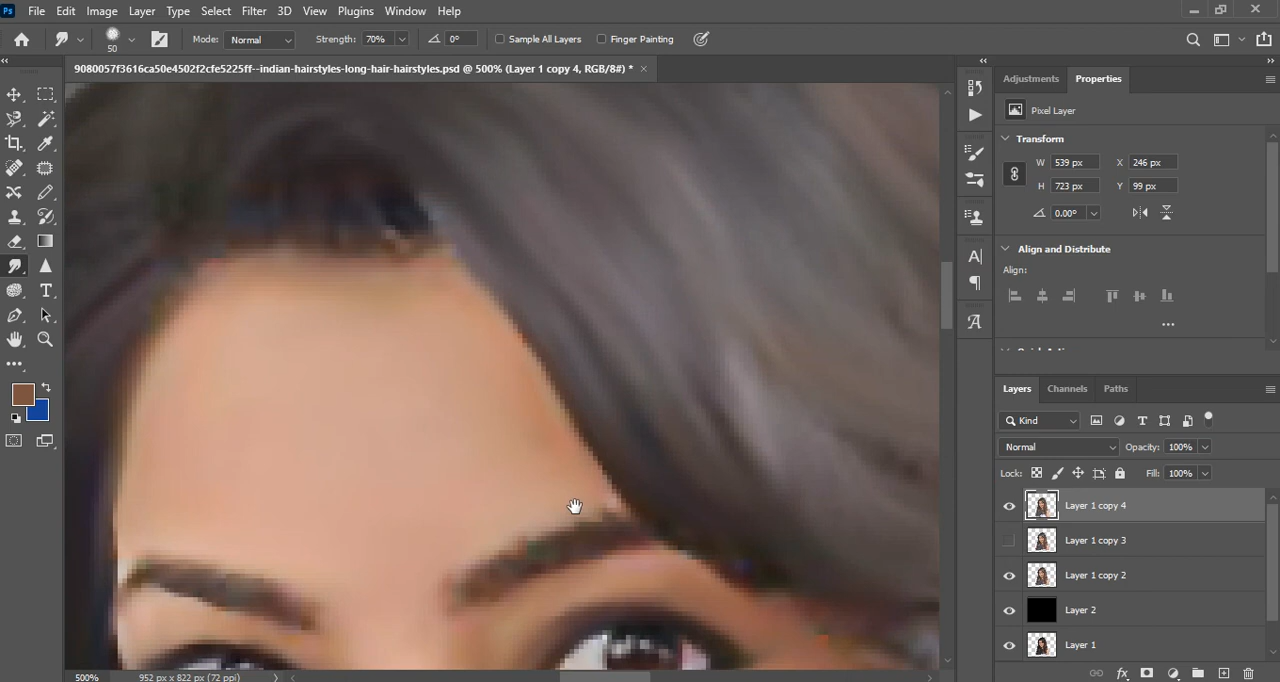 Ps File Edit Image Layer Type Select Filter 3D View Plugins Window Help
50 Mode: Normal Strength: 70% 0° Sample All Layers Finger Painting
9080057f3616ca50e4502f2cfe5225ff--indian-hairstyles-long-hair-hairstyles.psd @ 500% (Layer 1 copy 4, RGB/8#) * ×
Adjustments Properties
Pixel Layer
Transform
W 539 px X 246 px
H 723 px Y 99 px
0.00°
Align and Distribute
Align:
Layers Channels Paths
Kind
Normal Opacity: 100%
Lock: Fill: 100%
Layer 1 copy 4
Layer 1 copy 3
Layer 1 copy 2
Layer 2
Layer 1
500% 952 px x 822 px (72 ppi)